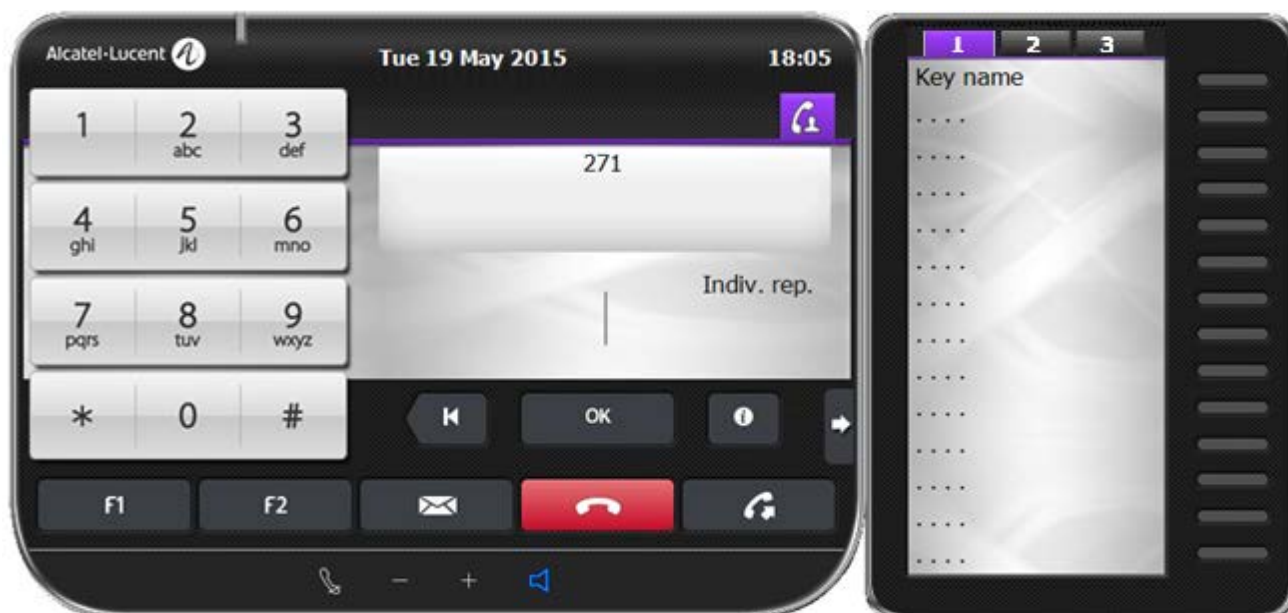 Alcatel·Lucent
Tue 19 May 2015
18:05
1
2
abc
3
def
4
ghi
5
jkl
6
mno
7
pqrs
8
tuv
9
wxyz
*
0
#
271
Indiv. rep.
OK
F1
F2
1 2 3
Key name
. . . .
. . . .
. . . .
. . . .
. . . .
. . . .
. . . .
. . . .
. . . .
. . . .
. . . .
. . . .
. . . .